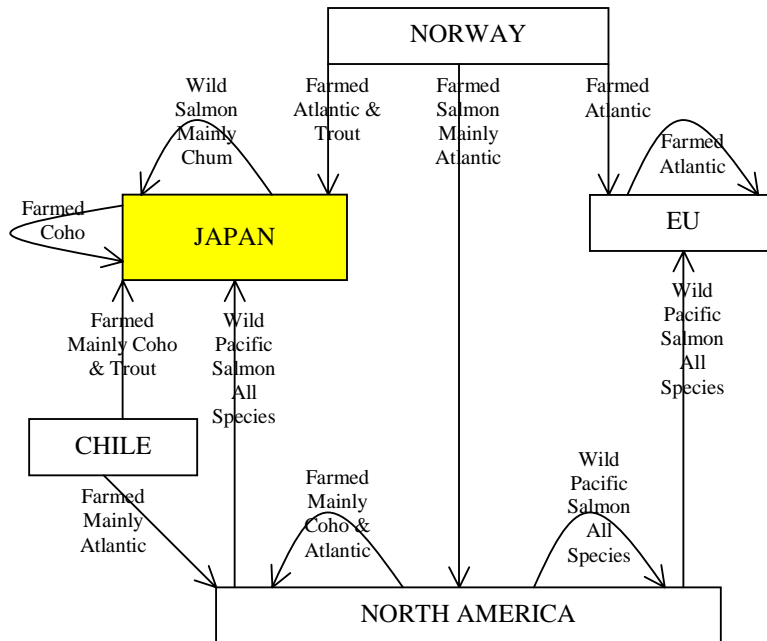 NORWAY
Wild
Salmon
Mainly
Chum
Farmed
Atlantic &
Trout
Farmed
Salmon
Mainly
Atlantic
Farmed
Atlantic
Farmed
Atlantic
Farmed
Coho
JAPAN
EU
Farmed
Mainly Coho
& Trout
Wild
Pacific
Salmon
All
Species
Wild
Pacific
Salmon
All
Species
CHILE
Farmed
Mainly
Atlantic
Farmed
Mainly
Coho &
Atlantic
Wild
Pacific
Salmon
All
Species
NORTH AMERICA